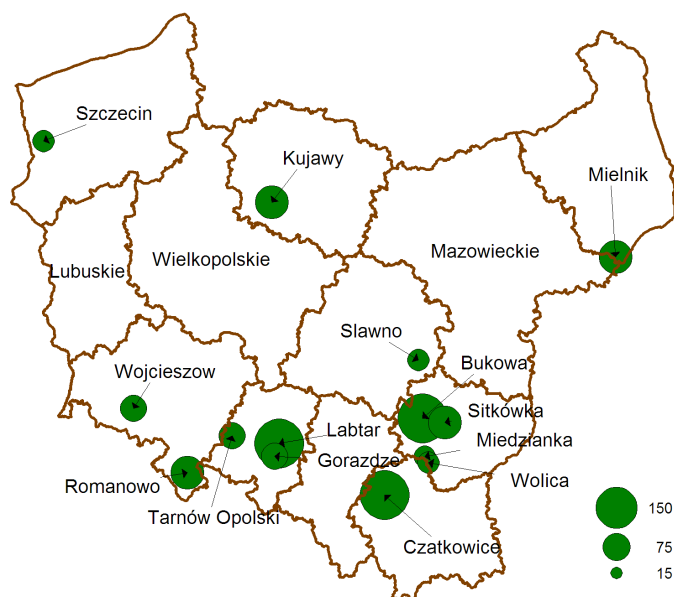 Szczecin
Kujawy
Mielnik
Mazowieckie
Wielkopolskie
Lubuskie
Slawno
Bukowa
Wojcieszow
Sitkówka
Labtar
Miedzianka
Gorazdze
Wolica
Romanowo
Tarnów Opolski
Czatkowice
150
75
15